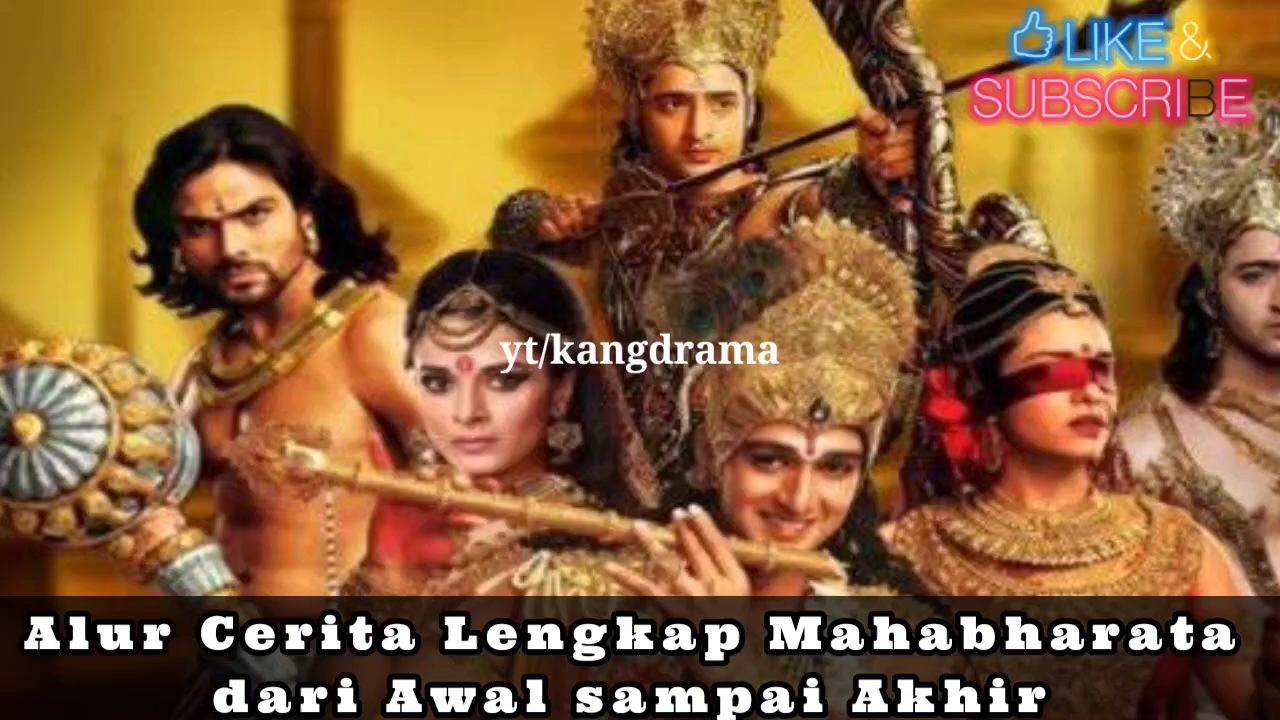 LIKE &
SUBSCRIBE
yt/kangdrama
Alur Cerita Lengkap Mahabharata
dari Awal sampai Akhir